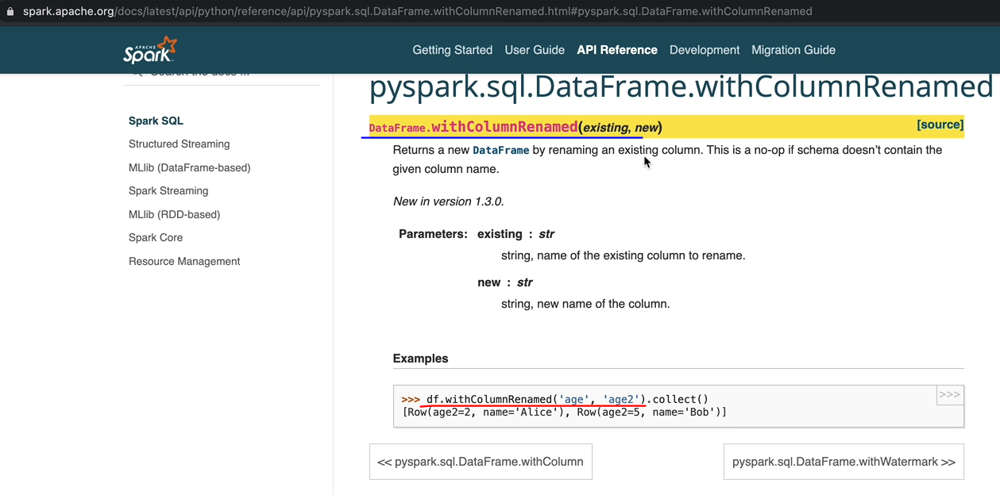 spark.apache.org/docs/latest/api/python/reference/api/pyspark.sql.DataFrame.withColumnRenamed.html#pyspark.sql.DataFrame.withColumnRenamed
APACHE
Spark
Getting Started User Guide API Reference Development Migration Guide
Search the docs ...
Spark SQL
Structured Streaming
MLlib (DataFrame-based)
Spark Streaming
MLlib (RDD-based)
Spark Core
Resource Management
pyspark.sql.DataFrame.withColumnRenamed
DataFrame.withColumnRenamed(existing, new) [source]
Returns a new DataFrame by renaming an existing column. This is a no-op if schema doesn’t contain the
given column name.
New in version 1.3.0.
Parameters: existing : str
string, name of the existing column to rename.
new : str
string, new name of the column.
Examples
>>> df.withColumnRenamed('age', 'age2').collect() >>>
[Row(age2=2, name='Alice'), Row(age2=5, name='Bob')]
<< pyspark.sql.DataFrame.withColumn pyspark.sql.DataFrame.withWatermark >>